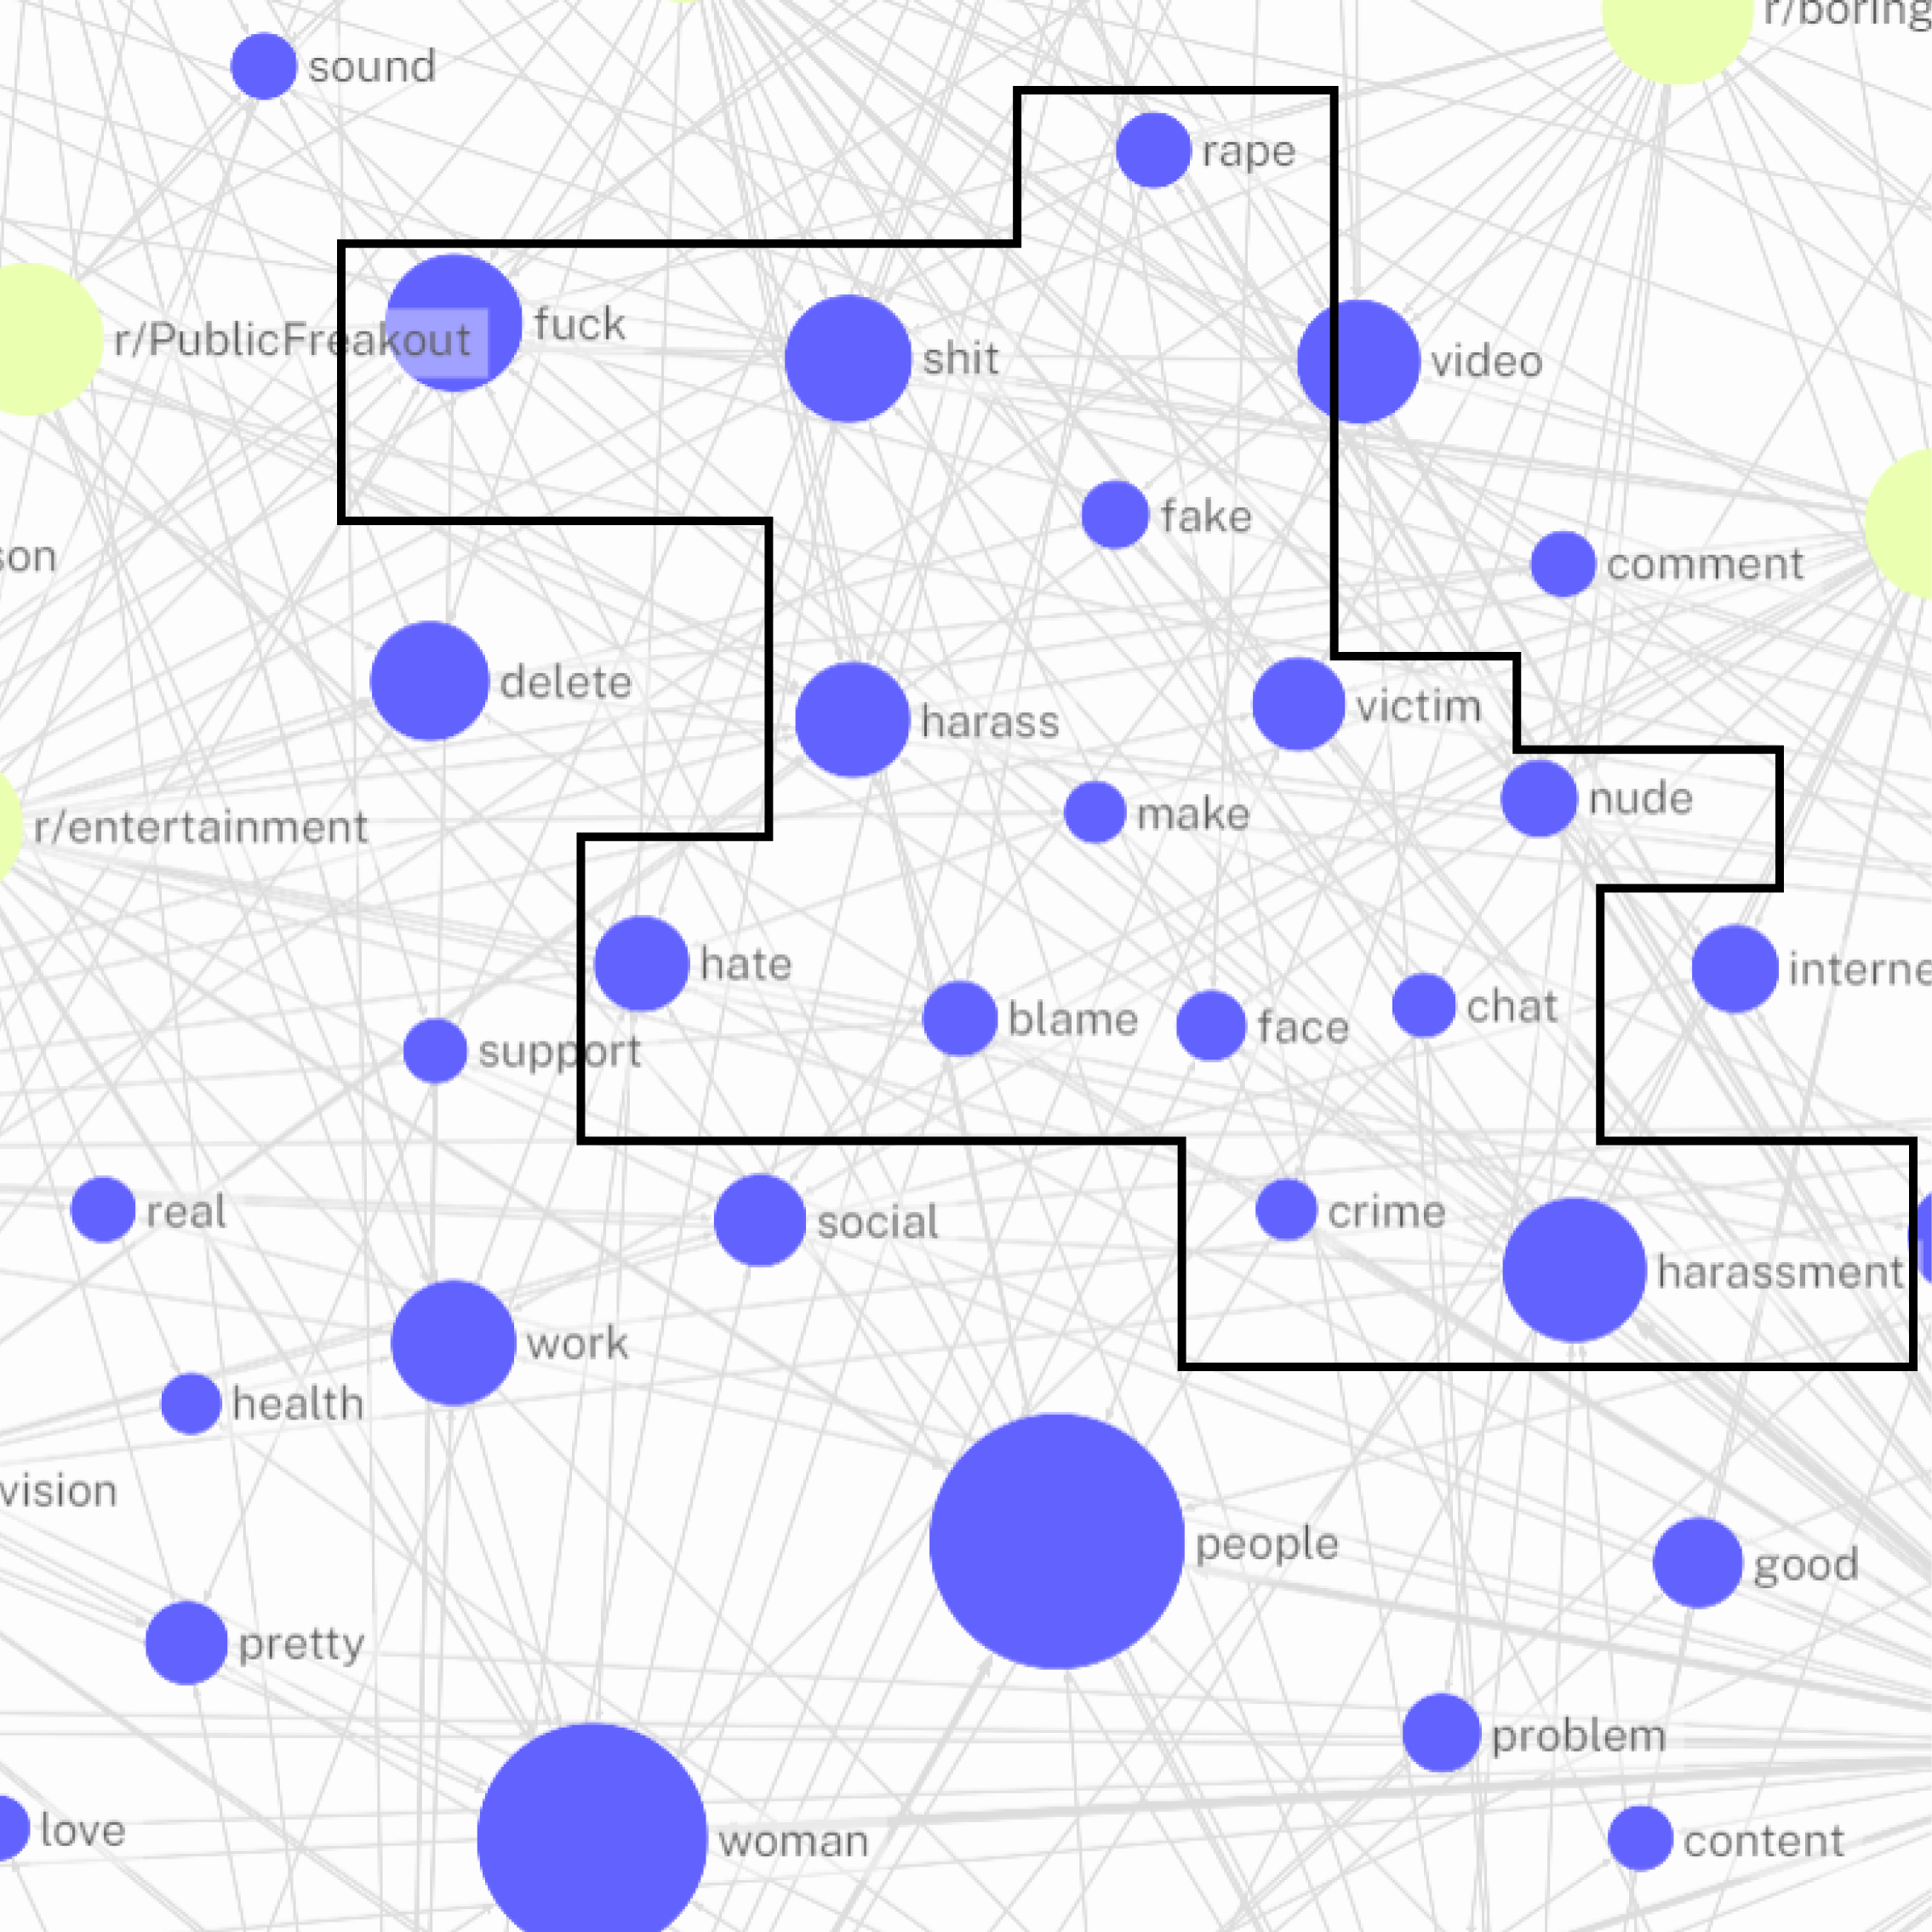 r/boring
sound
rape
fuck
r/PublicFreakout
shit
video
fake
son
comment
delete
harass
victim
nude
make
r/entertainment
hate
interne
chat
blame
face
support
real
social
crime
harassment
work
health
vision
people
good
pretty
problem
love
woman
content